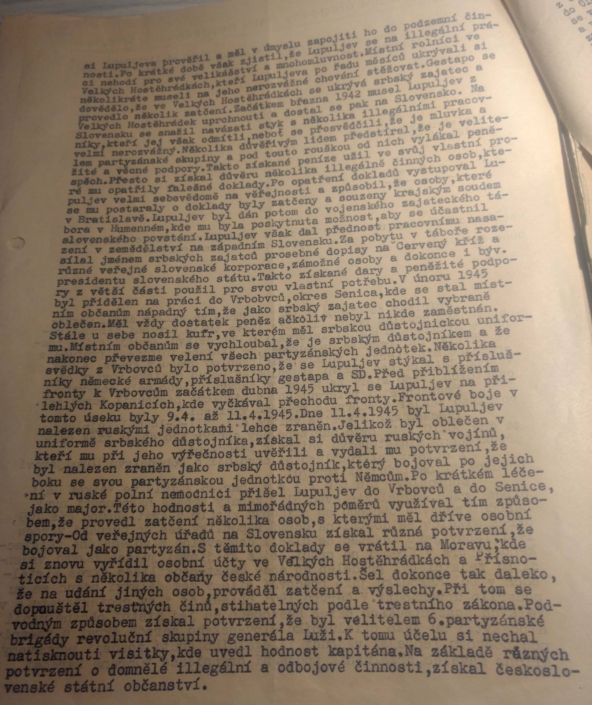 si Lupuljeva prověřil a měl v úmyslu zapojiti ho do podzemní čin-
nosti.Po krátké době však zjistil,že Lupuljev se na illegální prá-
ci nehodí pro své velikášství a mnohomluvnost.Místní rolníci ve
Velkých Hostěhrádkách,kteří Lupuljeva po řadu měsíců ukrývali si
několikráte museli na jeho nerozvážné chování stěžovat.Gestapo se
dovědělo,že ve Velkých Hostěhrádkách se ukrývá srbský zajatec a
provedlo několik zatčení.Začátkem března 1942 musel Lupuljev z
Velkých Hostěhrádek uprchnouti a dostal se pak na Slovensko. Na
Slovensku se snažil navázati styk s několika illegálními pracov-
níky,kteří jej však odmítli,neboť se přesvědčili,že je mluvka a
velmi nerozvážný.Několika důvěřivým lidem předstíral,že je velite-
lem partyzánské skupiny a pod touto rouškou od nich vylákal peně-
žité a věcné podpory.Takto získané peníze užil ve svůj vlastní pro-
spěch.Přesto si získal důvěru několika illegálně činných osob,kte-
ré mu opatřily falešné doklady.Po opatření dokladů vystupoval Lu-
puljev velmi sebevědomě na veřejnosti a způsobil,že osoby,které
se mu postaraly o doklady byly zatčeny a souzeny krajským soudem
v Bratislavě.Lupuljev byl dán potom do vojenského zajateckého tá-
bora v Humenném,kde mu byla poskytnuta možnost,aby se účastnil
slovenského povstání.Lupuljev však dal přednost pracovnímu nasa-
zení v zemědělství na západním Slovensku.Za pobytu v táboře roze-
sílal jménem srbských zajatců prosebné dopisy na Červený kříž a
různé veřejné slovenské korporace,zámožné osoby a dokonce i býv.
presidentu slovenského státu.Takto získané dary a peněžité podpo-
ry z větší části použil pro svou vlastní potřebu.V únoru 1945
byl přidělen na práci do Vrbovců,okres Senica,kde se stal míst-
ním občanům nápadný tím,že jako srbský zajatec chodil vybraně
oblečen.Měl vždy dostatek peněz ačkoliv nebyl nikde zaměstnán.
Stále u sebe nosil kufr,ve kterém měl srbskou důstojnickou unifor-
mu.Místním občanům se vychloubal,že je srbským důstojníkem a že
nakonec převezme velení všech partyzánských jednotek.Několika
svědky z Vrbovců bylo potvrzeno,že se Lupuljev stýkal s přísluš-
níky německé armády,příslušníky gestapa a SD.Před přiblížením
fronty k Vrbovcům začátkem dubna 1945 ukryl se Lupuljev na při-
lehlých Kopanicích,kde vyčkával přechodu fronty.Frontové boje v
tomto úseku byly 9.4. až 11.4.1945.Dne 11.4.1945 byl Lupuljev
nalezen ruskými jednotkami lehce zraněn.Jelikož byl oblečen v
uniformě srbského důstojníka,získal si důvěru ruských vojínů,
kteří mu při jeho výřečnosti uvěřili a vydali mu potvrzení,že
byl nalezen zraněn jako srbský důstojník,který bojoval po jejich
boku se svou partyzánskou jednotkou proti Němcům.Po krátkém léče-
ní v ruské polní nemocnici přišel Lupuljev do Vrbovců a do Senice,
jako major.Této hodnosti a mimořádných poměrů využíval tím způso-
bem,že provedl zatčení několika osob,s kterými měl dříve osobní
spory-Od veřejných úřadů na Slovensku získal různá potvrzení,že
bojoval jako partyzán.S těmito doklady se vrátil na Moravu,kde
si znovu vyřídil osobní účty ve Velkých Hostěhrádkách a Přísno-
ticích s několika občany české národnosti.Šel dokonce tak daleko,
že na udání jiných osob,prováděl zatčení a výslechy.Při tom se
dopouštěl trestných činů,stihatelných podle trestního zákona.Pod-
vodným způsobem získal potvrzení,že byl velitelem 6.partyzánské
brigády revoluční skupiny generála Luži.K tomu účelu si nechal
natisknouti visitky,kde uvedl hodnost kapitána.Na základě různých
potvrzení o domnělé illegální a odbojové činnosti,získal českoslo-
venské státní občanství.